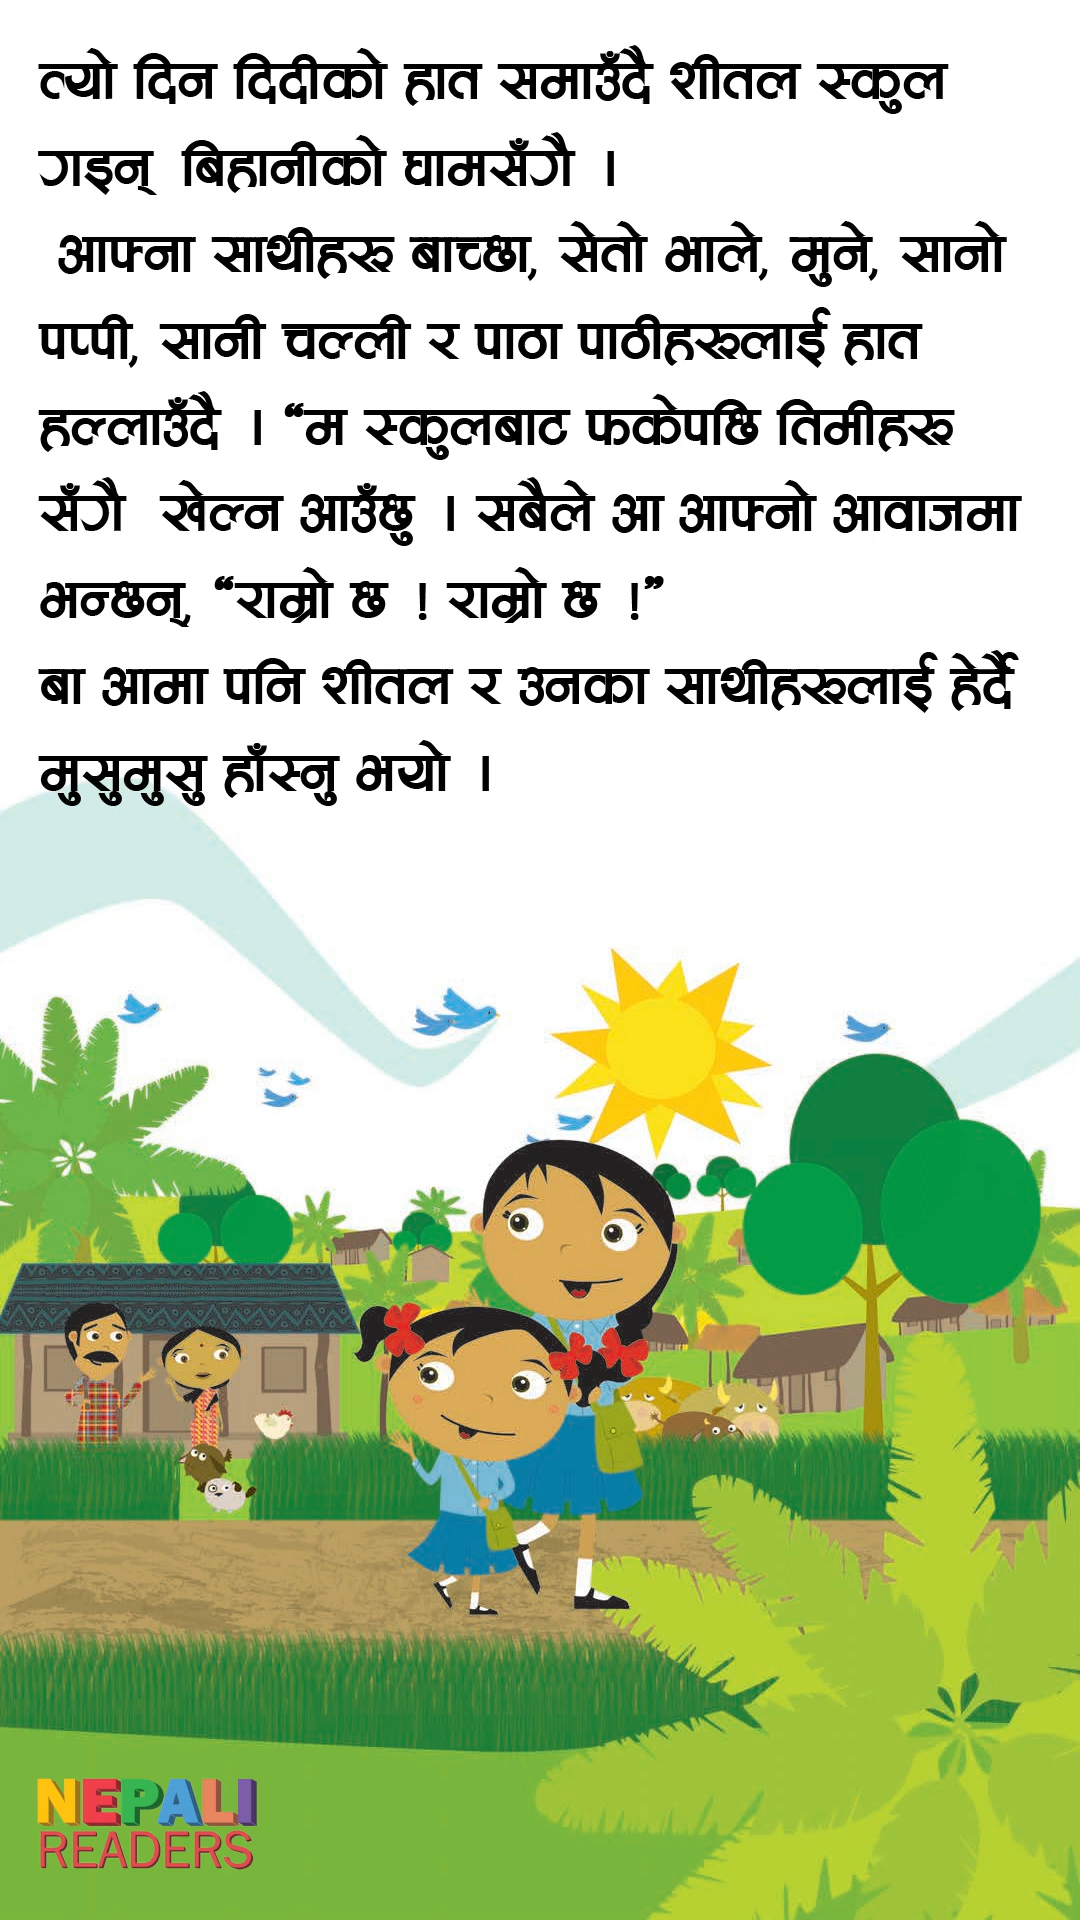 त्यो दिन दिदीको हात समाउँदै शीतल स्कुल
गइन् बिहानीको घामसँगै ।
आफ्ना साथीहरु बाच्छा, सेतो भाले, मुने, सानो
पप्पी, सानी चल्ली र पाठा पाठीहरुलाई हात
हल्लाउँदै । “म स्कुलबाट फर्केपछि तिमीहरु
सँगै खेल्न आउँछु । सबैले आ आफ्नो आवाजमा
भन्छन्, “राम्रो छ ! राम्रो छ !”
बा आमा पनि शीतल र उनका साथीहरुलाई हेर्दै
मुसुमुसु हाँस्नु भयो ।
NEPALI
READERS